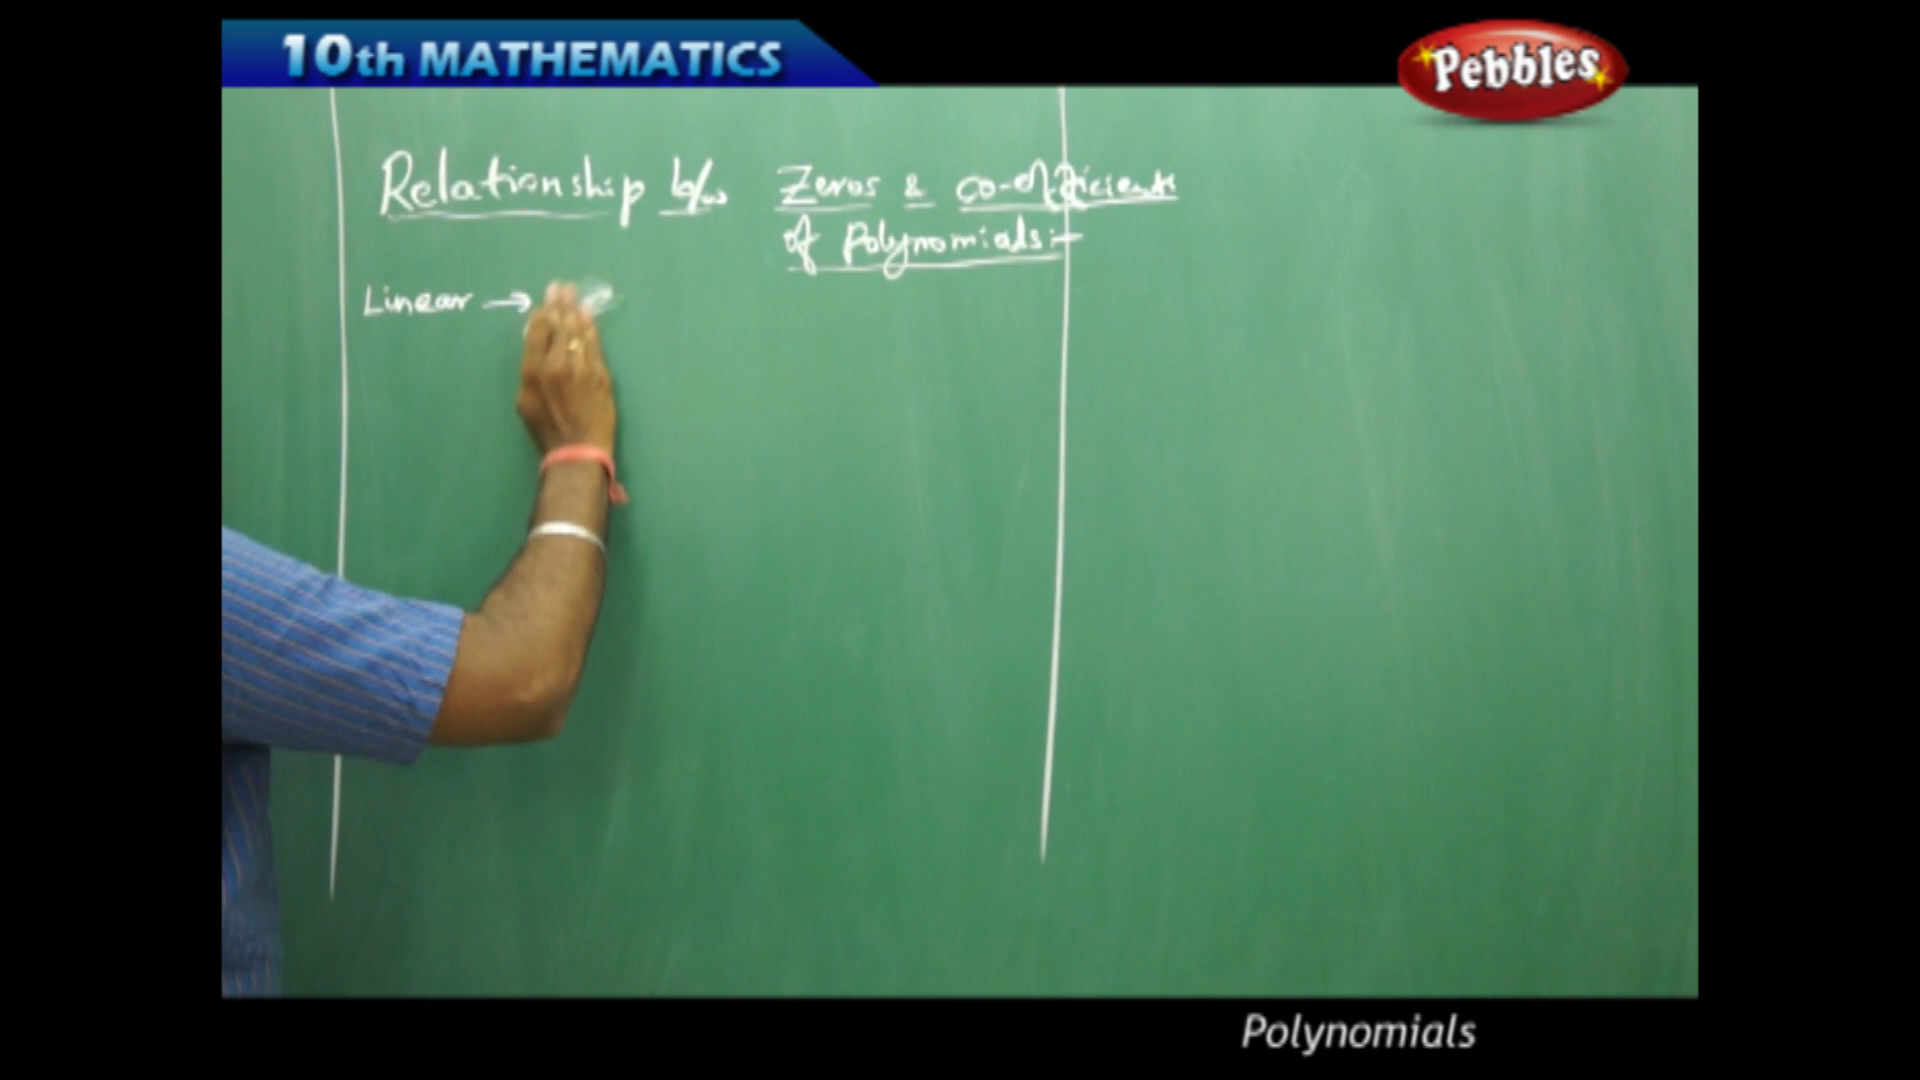 10th MATHEMATICS
Pebbles
Relationship b/w Zeros & co-efficients
of Polynomials:-
Linear →
Polynomials